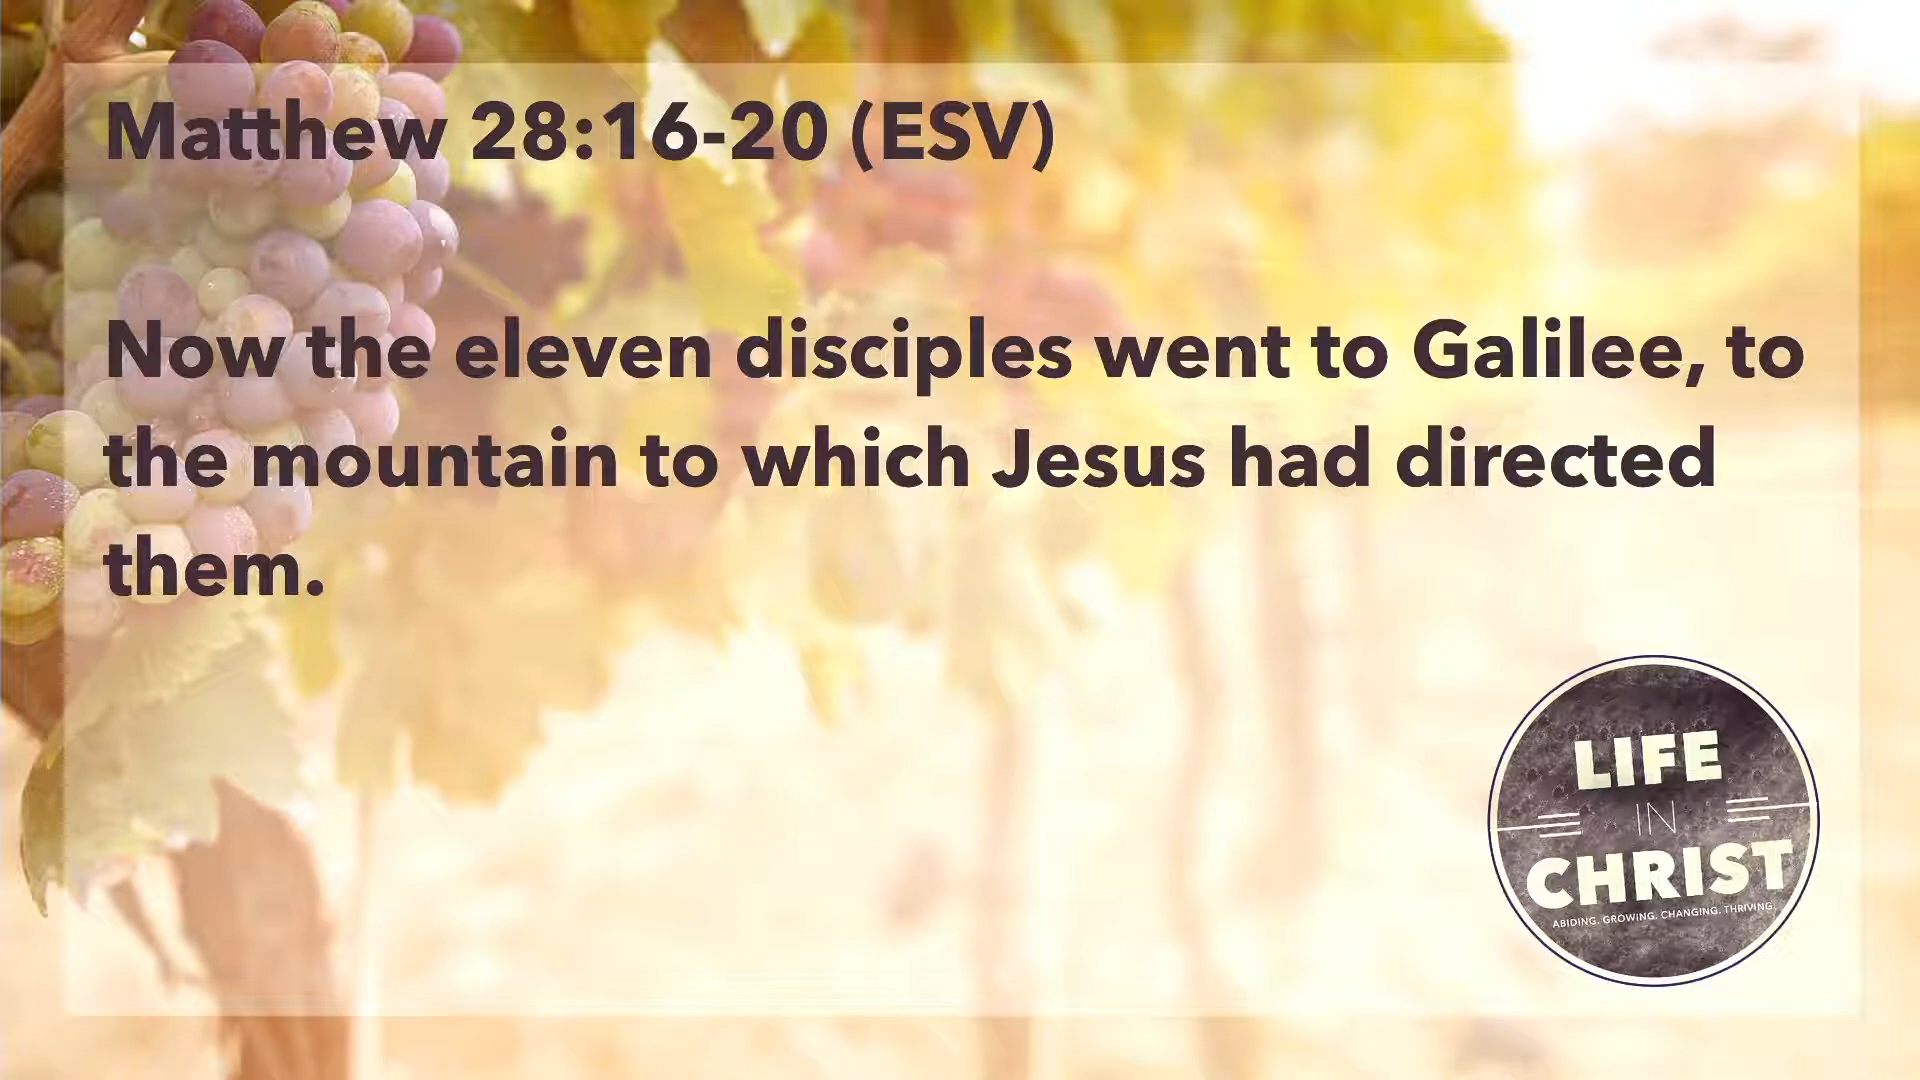 Matthew 28:16-20 (ESV)
Now the eleven disciples went to Galilee, to
the mountain to which Jesus had directed
them.
LIFE
IN
CHRIST
ABIDING. GROWING. CHANGING. THRIVING.